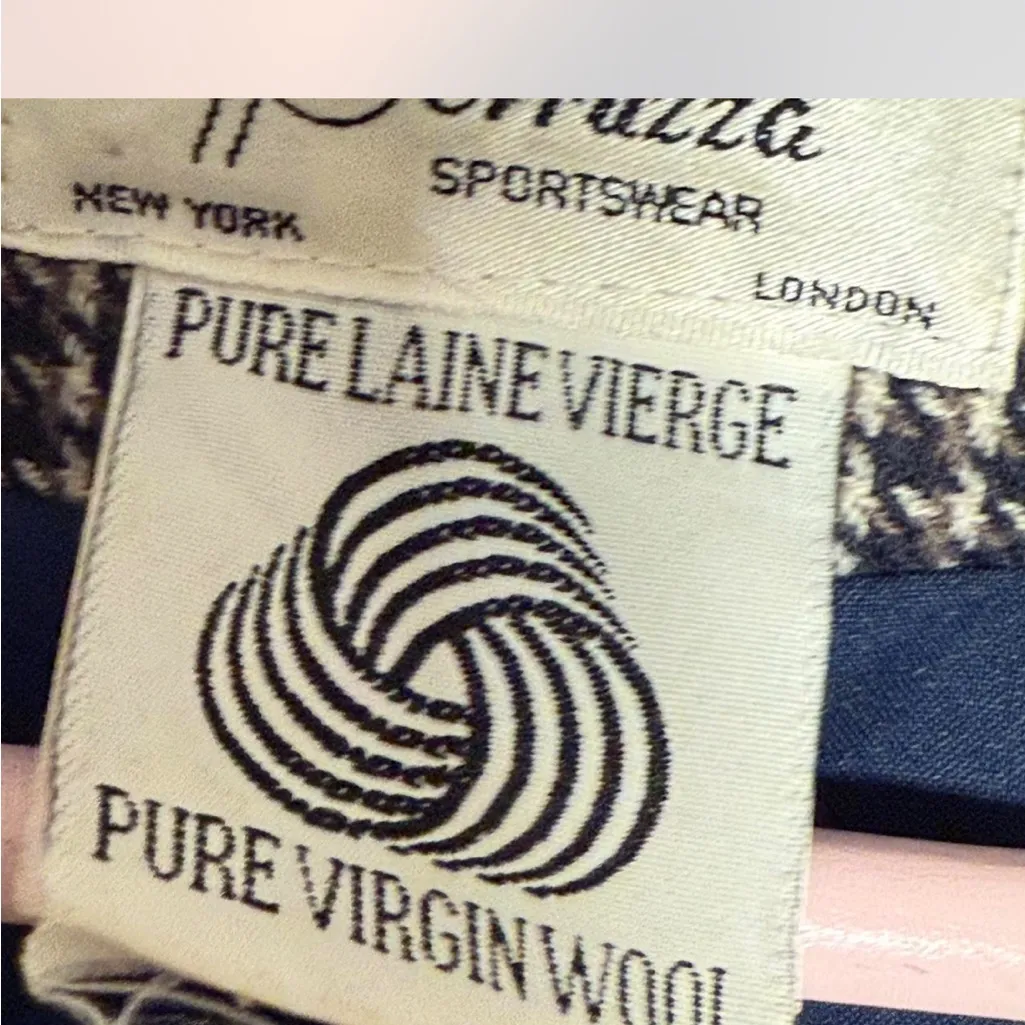 SPORTSWEAR
NEW YORK
LONDON
PURE LAINE VIERGE
PURE VIRGIN WOOL